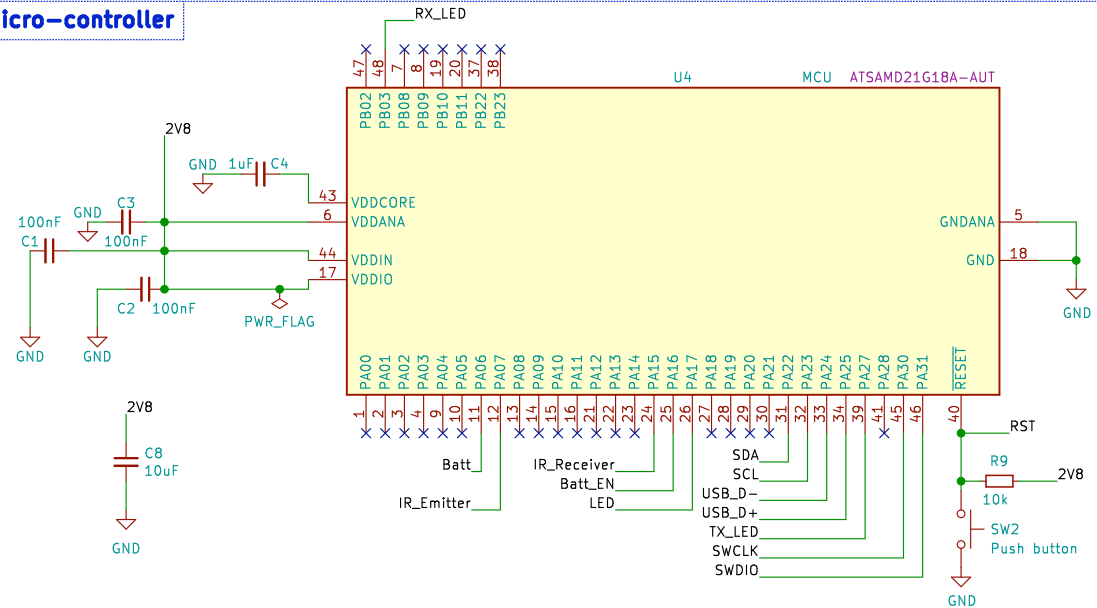 icro-controller
RX_LED
U4 MCU ATSAMD21G18A-AUT
47 48 7 8 19 20 37 38
PB02 PB03 PB08 PB09 PB10 PB11 PB22 PB23
2V8
GND 1uF C4
43 VDDCORE
GND C3 100nF
6 VDDANA
GNDANA 5
100nF C1
44 VDDIN
GND 18
17 VDDIO
C2 100nF
PWR_FLAG
GND
GND
GND
PA00 PA01 PA02 PA03 PA04 PA05 PA06 PA07 PA08 PA09 PA10 PA11 PA12 PA13 PA14 PA15 PA16 PA17 PA18 PA19 PA20 PA21 PA22 PA23 PA24 PA25 PA27 PA28 PA30 PA31 RESET
1 2 3 4 9 10 11 12 13 14 15 16 21 22 23 24 25 26 27 28 29 30 31 32 33 34 39 41 45 46 40
2V8
C8
10uF
GND
Batt
IR_Emitter
IR_Receiver
Batt_EN
LED
SDA
SCL
USB_D-
USB_D+
TX_LED
SWCLK
SWDIO
RST
R9
2V8
10k
SW2
Push button
GND